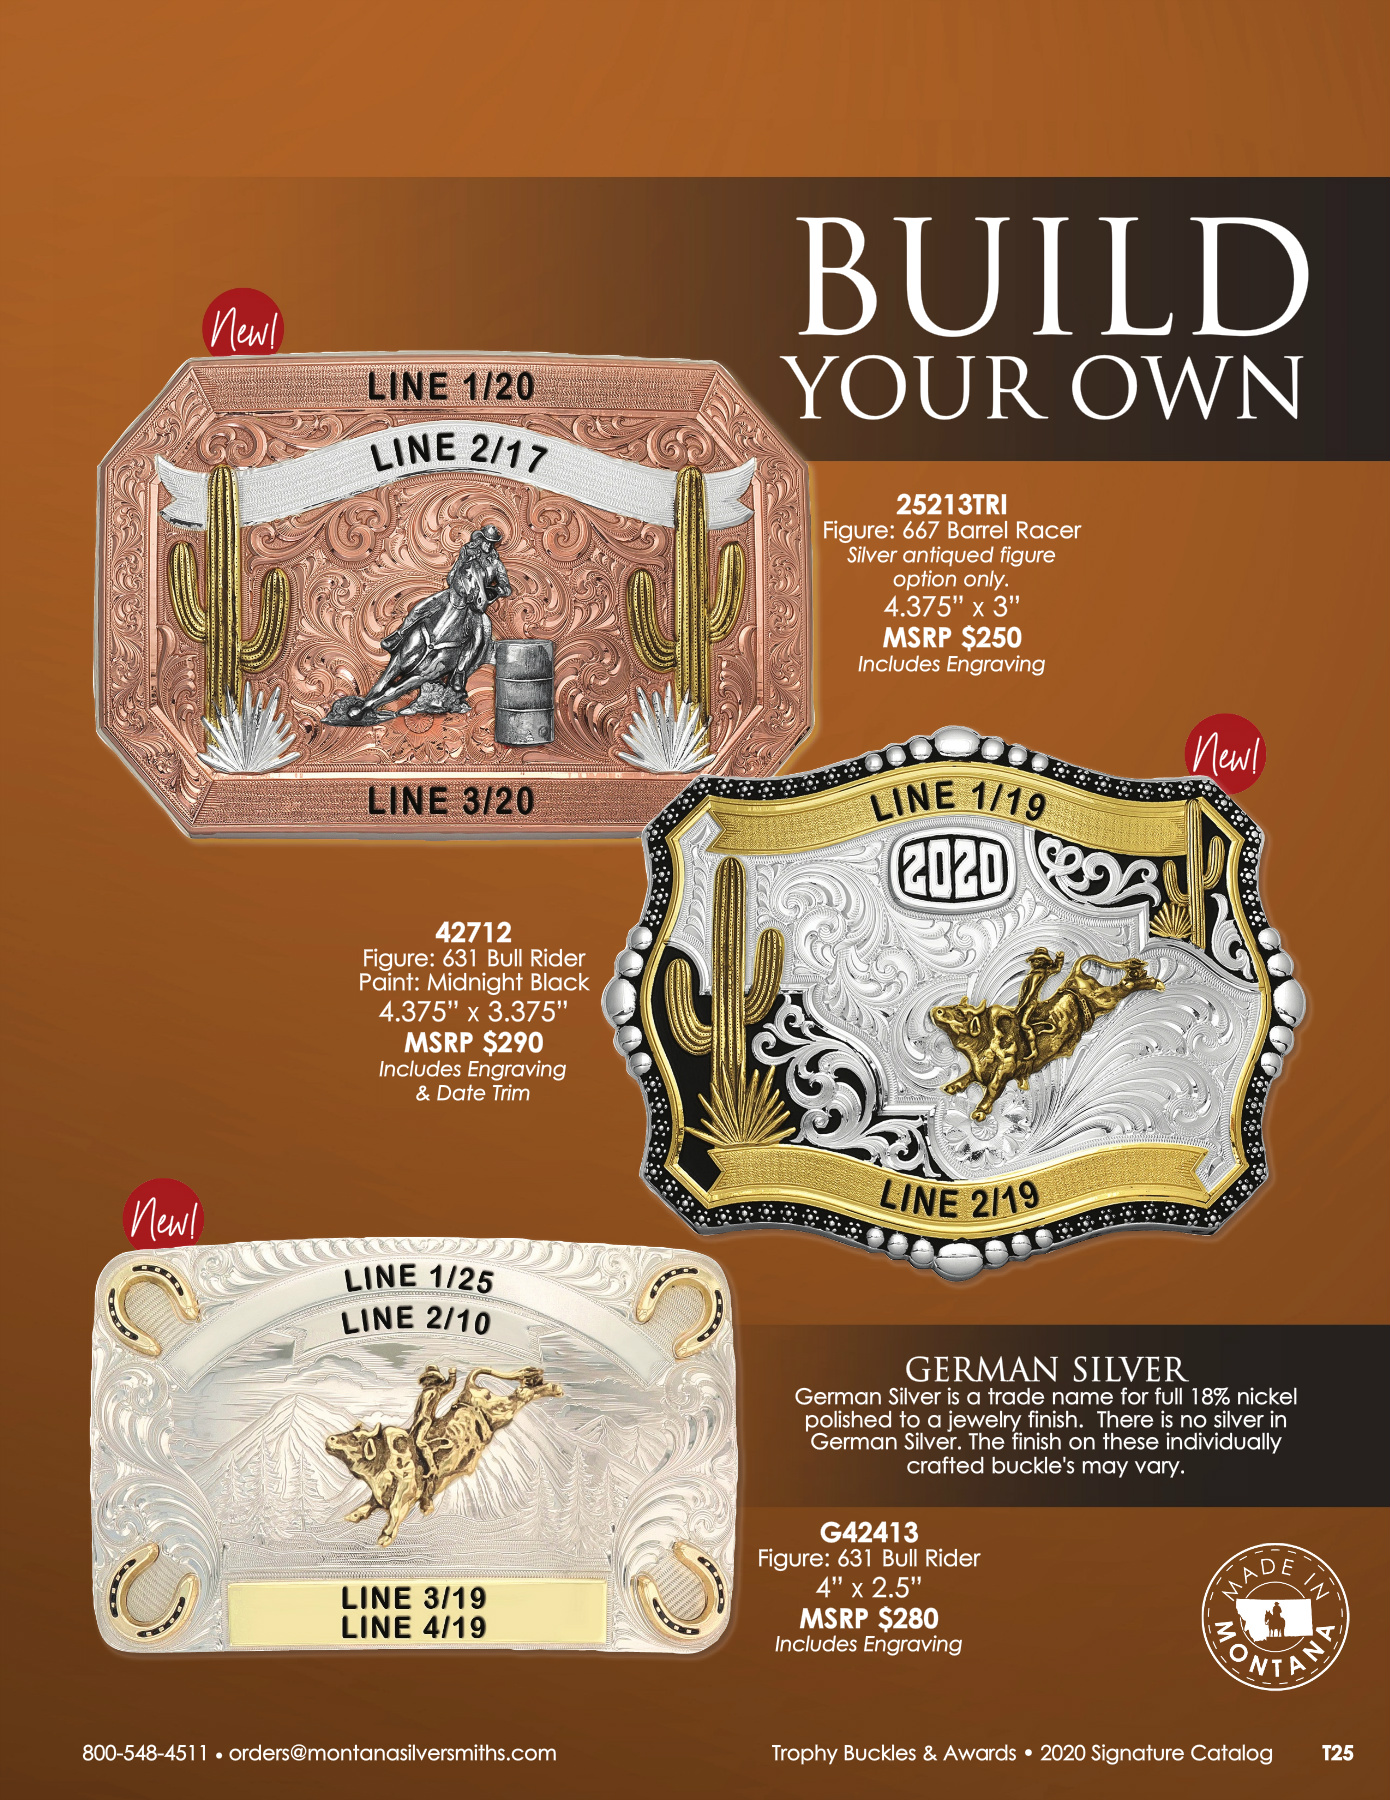 BUILD
YOUR OWN
New!
LINE 1/20
LINE 2/17
LINE 3/20
25213TRI
Figure: 667 Barrel Racer
Silver antiqued figure
option only.
4.375” x 3”
MSRP $250
Includes Engraving
New!
LINE 1/19
2020
LINE 2/19
42712
Figure: 631 Bull Rider
Paint: Midnight Black
4.375” x 3.375”
MSRP $290
Includes Engraving
& Date Trim
New!
LINE 1/25
LINE 2/10
LINE 3/19
LINE 4/19
GERMAN SILVER
German Silver is a trade name for full 18% nickel
polished to a jewelry finish.  There is no silver in
German Silver. The finish on these individually
crafted buckle's may vary.
G42413
Figure: 631 Bull Rider
4” x 2.5”
MSRP $280
Includes Engraving
MADE IN
MONTANA
800-548-4511 • orders@montanasilversmiths.com
Trophy Buckles & Awards • 2020 Signature Catalog T25